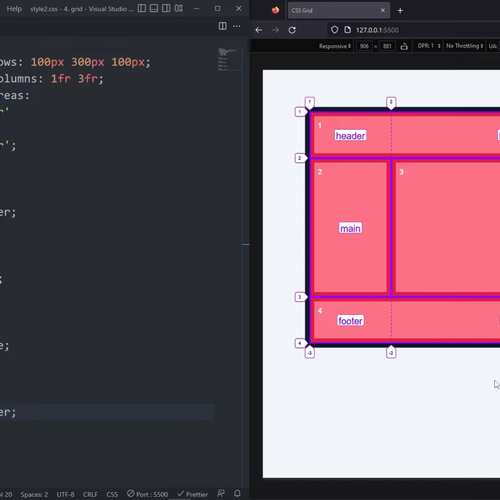 Help
style2.css - 4. grid - Visual Studio ...
ows: 100px 300px 100px;
olumns: 1fr 3fr;
reas:
r'
r';
er;
;
e;
er;
Spaces: 2
UTF-8
CRLF
CSS
Port : 5500
Prettier
CSS Grid
127.0.0.1:5500
Responsive
906 × 881
DPR: 1
No Throttling
UA:
1
2
1
1
header
2
2
3
main
3
4
footer
4
-3
-2